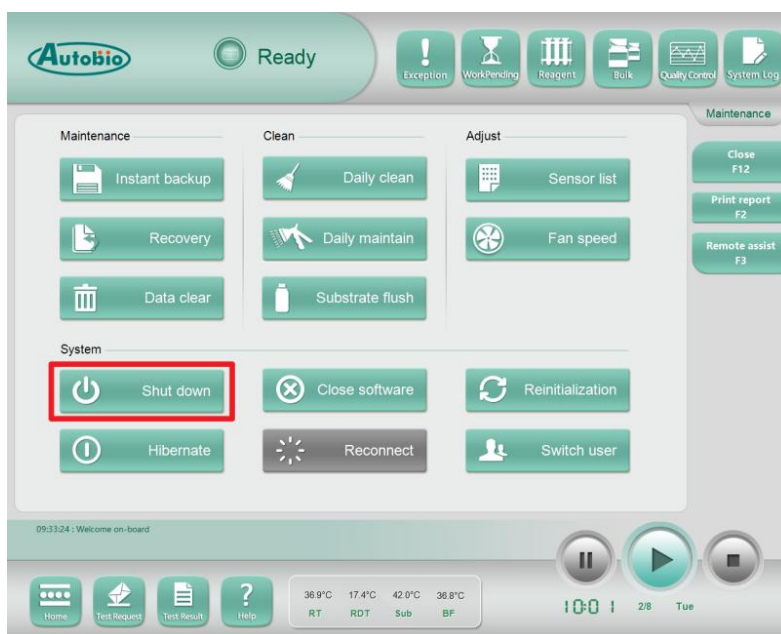 Autobio
Ready
Exception
WorkPending
Reagent
Bulk
Quality Control
System Log
Maintenance
Close
F12
Print report
F2
Remote assist
F3
Maintenance
Clean
Adjust
Instant backup
Daily clean
Sensor list
Recovery
Daily maintain
Fan speed
Data clear
Substrate flush
System
Shut down
Close software
Reinitialization
Hibernate
Reconnect
Switch user
09:33:24 : Welcome on-board
Home
Test Request
Test Result
? Help
36.9°C 17.4°C 42.0°C 36.8°C
RT RDT Sub BF
10:01 2/8 Tue